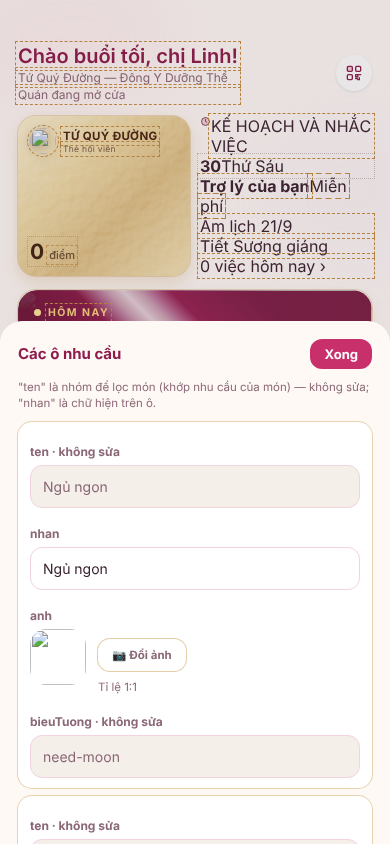 Chào buổi tối, chị Linh!
Tứ Quý Đường — Đông Y Dưỡng Thể
Quán đang mở cửa
TỨ QUÝ ĐƯỜNG
Thẻ hội viên
0 điểm
KẾ HOẠCH VÀ NHẮC
VIỆC
30Thứ Sáu
Trợ lý của bạnMiễn
phí
Âm lịch 21/9
Tiết Sương giáng
0 việc hôm nay ›
HÔM NAY
Các ô nhu cầu
Xong
"ten" là nhóm để lọc món (khớp nhu cầu của món) — không sửa;
"nhan" là chữ hiện trên ô.
ten · không sửa
Ngủ ngon
nhan
Ngủ ngon
anh
📷 Đổi ảnh
Tỉ lệ 1:1
bieuTuong · không sửa
need-moon
ten · không sửa